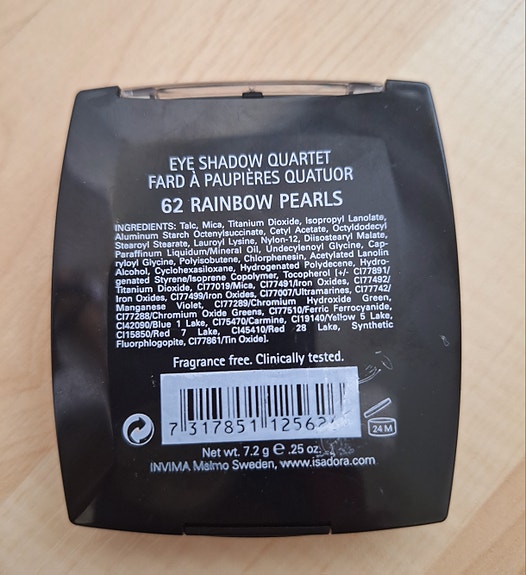 EYE SHADOW QUARTET
FARD À PAUPIÈRES QUATUOR
62 RAINBOW PEARLS
INGREDIENTS: Talc, Mica, Titanium Dioxide, Isopropyl Lanolate,
Aluminum Starch Octenylsuccinate, Cetyl Acetate, Octyldodecyl
Stearoyl Stearate, Lauroyl Lysine, Nylon-12, Diisostearyl Malate,
Paraffinum Liquidum/Mineral Oil, Undecylenoyl Glycine, Cap-
ryloyl Glycine, Polyisobutene, Chlorphenesin, Acetylated Lanolin
Alcohol, Cyclohexasiloxane, Hydrogenated Polydecene, Hydro-
genated Styrene/Isoprene Copolymer, Tocopherol [+/- CI77891/
Titanium Dioxide, CI77019/Mica, CI77491/Iron Oxides, CI77492/
Iron Oxides, CI77499/Iron Oxides, CI77007/Ultramarines, CI77742/
Manganese Violet, CI77289/Chromium Hydroxide Green,
CI77288/Chromium Oxide Greens, CI77510/Ferric Ferrocyanide,
CI42090/Blue 1 Lake, CI75470/Carmine, CI19140/Yellow 5 Lake,
CI15850/Red 7 Lake, CI45410/Red 28 Lake, Synthetic
Fluorphlogopite, CI77861/Tin Oxide].
Fragrance free. Clinically tested.
7 317851 12562
24 M
Net wt. 7.2 g e .25 oz.
INVIMA Malmo Sweden, www.isadora.com